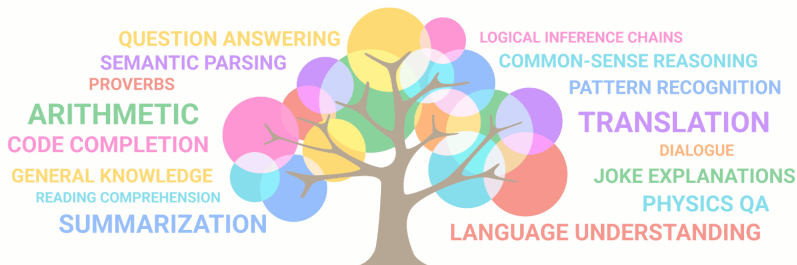 QUESTION ANSWERING
SEMANTIC PARSING
PROVERBS
ARITHMETIC
CODE COMPLETION
GENERAL KNOWLEDGE
READING COMPREHENSION
SUMMARIZATION
LOGICAL INFERENCE CHAINS
COMMON-SENSE REASONING
PATTERN RECOGNITION
TRANSLATION
DIALOGUE
JOKE EXPLANATIONS
PHYSICS QA
LANGUAGE UNDERSTANDING